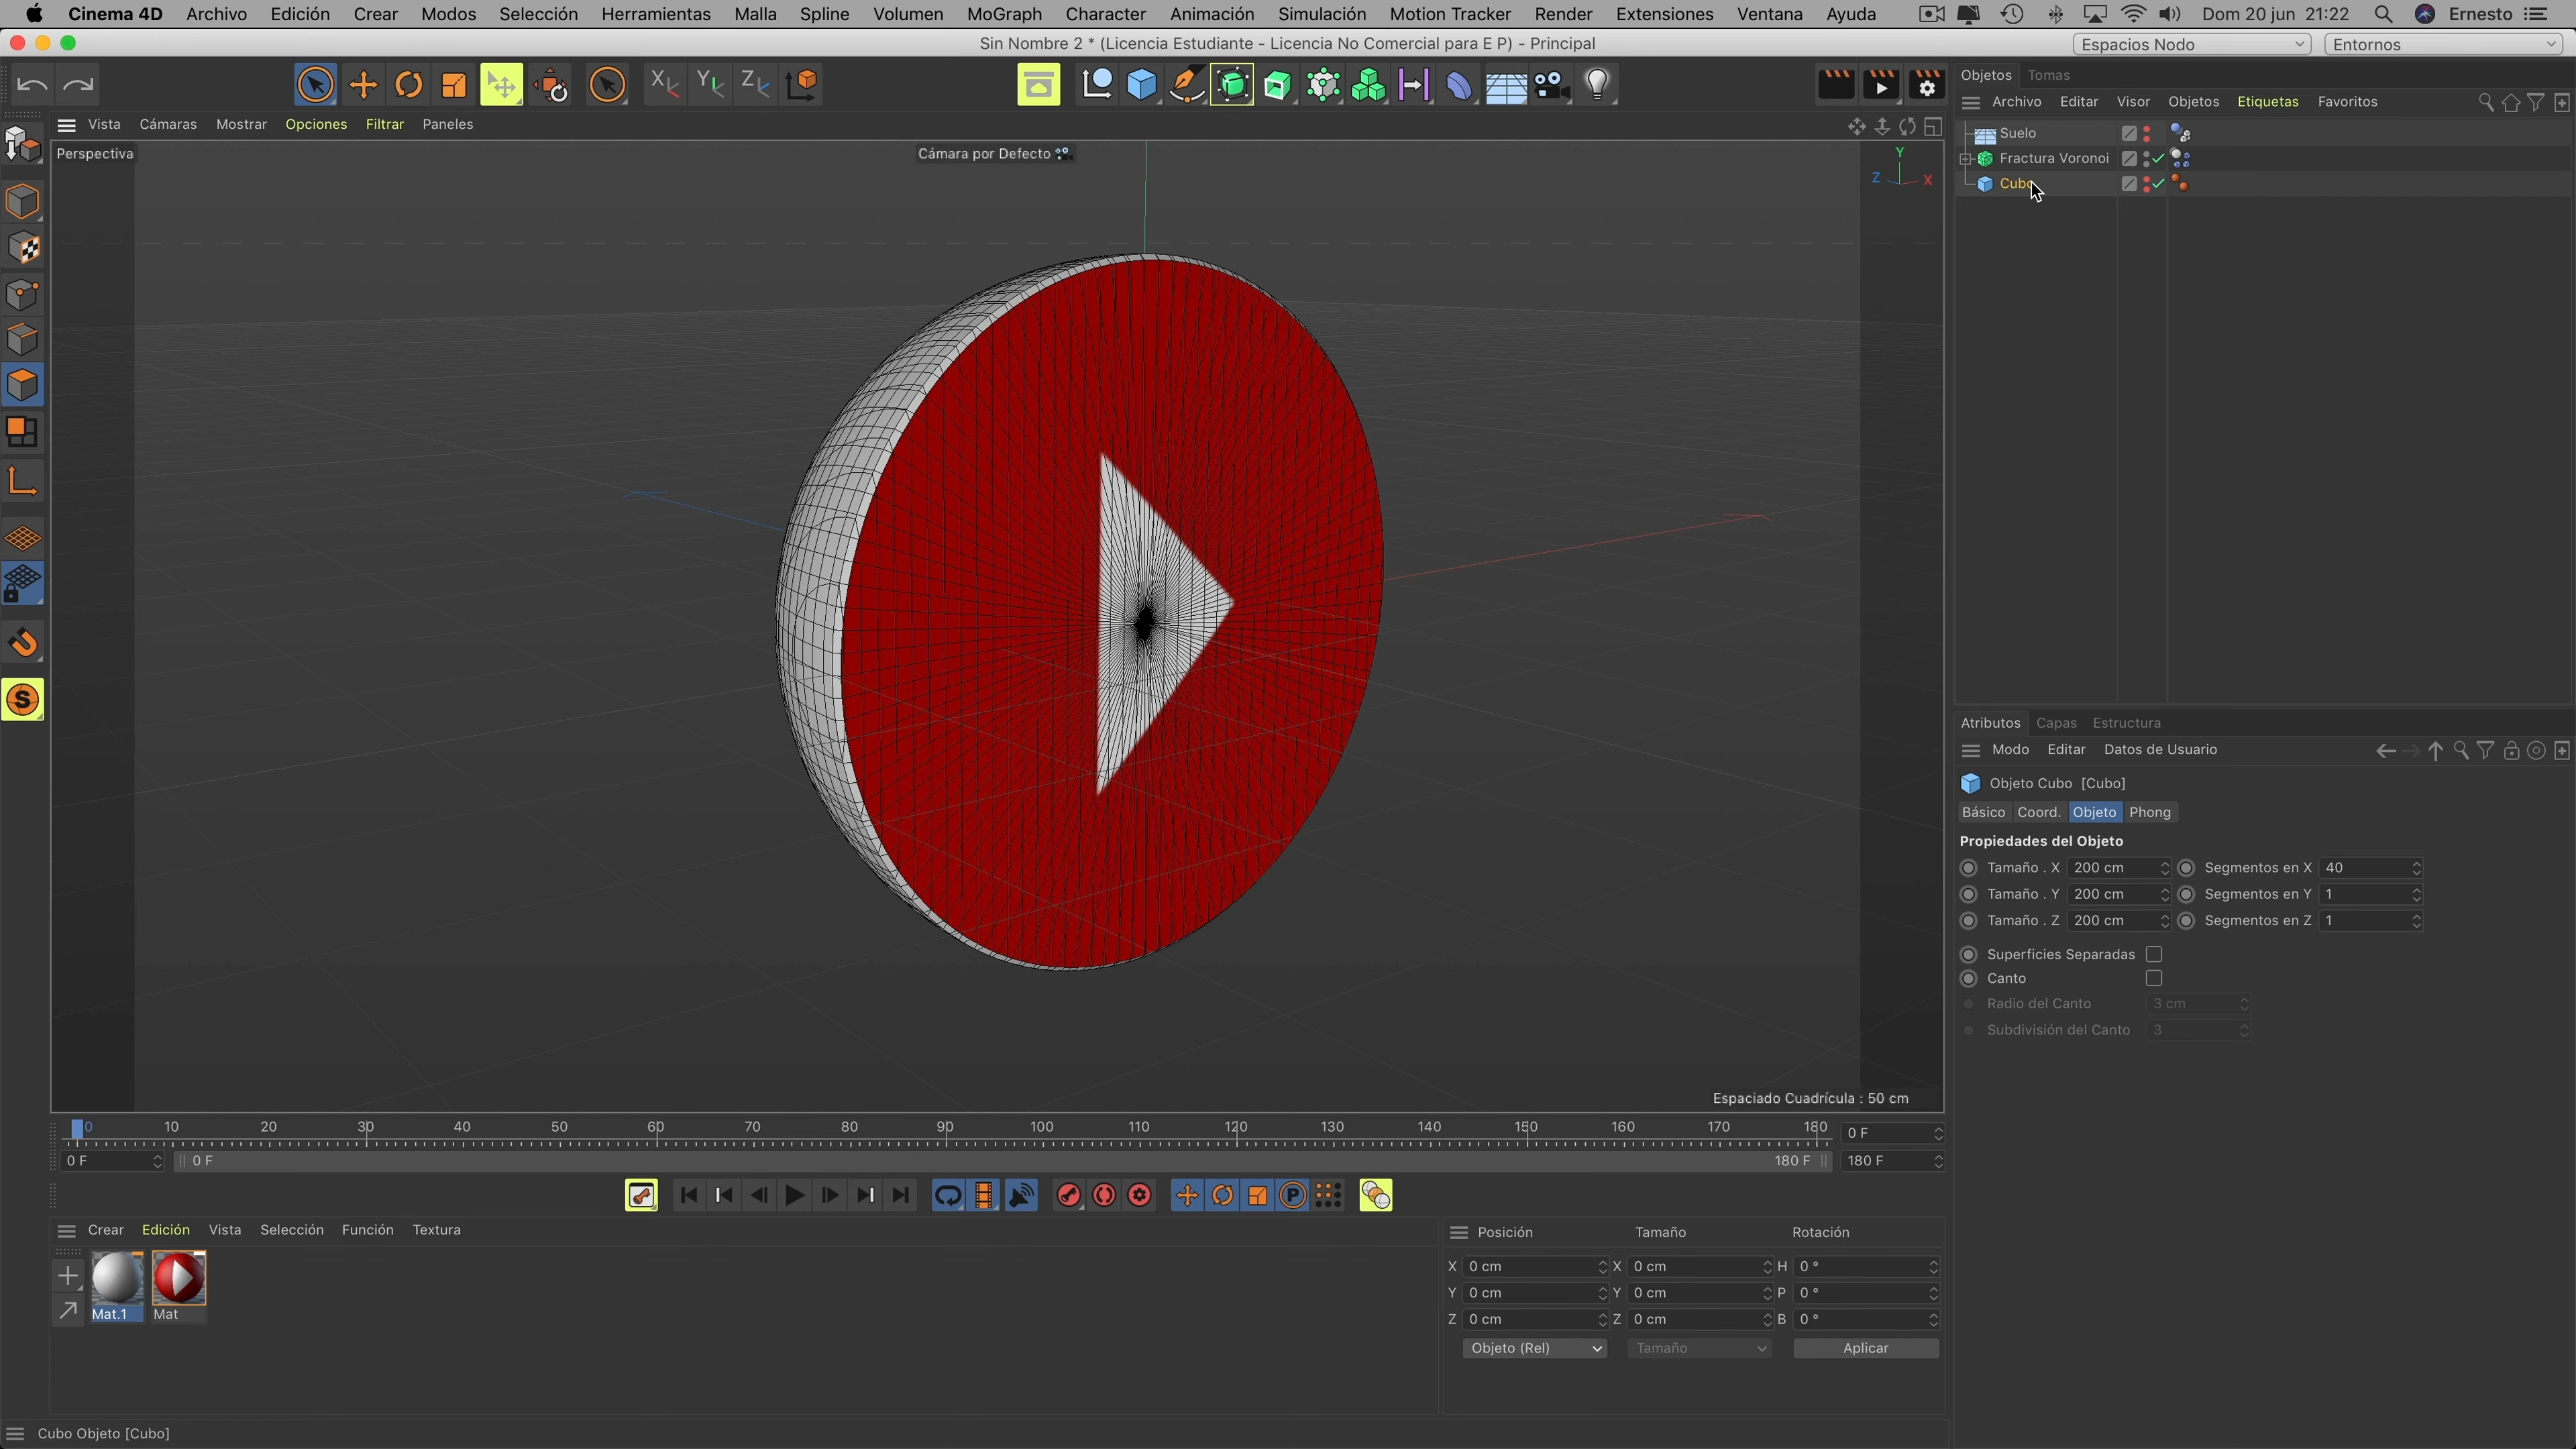 Cinema 4D Archivo Edición Crear Modos Selección Herramientas Malla Spline Volumen MoGraph Character Animación Simulación Motion Tracker Render Extensiones Ventana Ayuda Dom 20 jun 21:22 Ernesto
Sin Nombre 2 * (Licencia Estudiante - Licencia No Comercial para E P) - Principal
Espacios Nodo Entornos
X Y Z
Objetos Tomas
Archivo Editar Visor Objetos Etiquetas Favoritos
Vista Cámaras Mostrar Opciones Filtrar Paneles
Perspectiva
Cámara por Defecto
Y
Z X
Suelo
Fractura Voronoi
Cubo
S
Atributos Capas Estructura
Modo Editar Datos de Usuario
Objeto Cubo [Cubo]
Básico Coord. Objeto Phong
Propiedades del Objeto
Tamaño . X 200 cm Segmentos en X 40
Tamaño . Y 200 cm Segmentos en Y 1
Tamaño . Z 200 cm Segmentos en Z 1
Superficies Separadas
Canto
Radio del Canto 3 cm
Subdivisión del Canto 3
Espaciado Cuadrícula : 50 cm
0 10 20 30 40 50 60 70 80 90 100 110 120 130 140 150 160 170 180 0 F
0 F 0 F 180 F 180 F
P
Crear Edición Vista Selección Función Textura
Mat.1 Mat
Posición Tamaño Rotación
X 0 cm X 0 cm H 0 °
Y 0 cm Y 0 cm P 0 °
Z 0 cm Z 0 cm B 0 °
Objeto (Rel) Tamaño Aplicar
Cubo Objeto [Cubo]